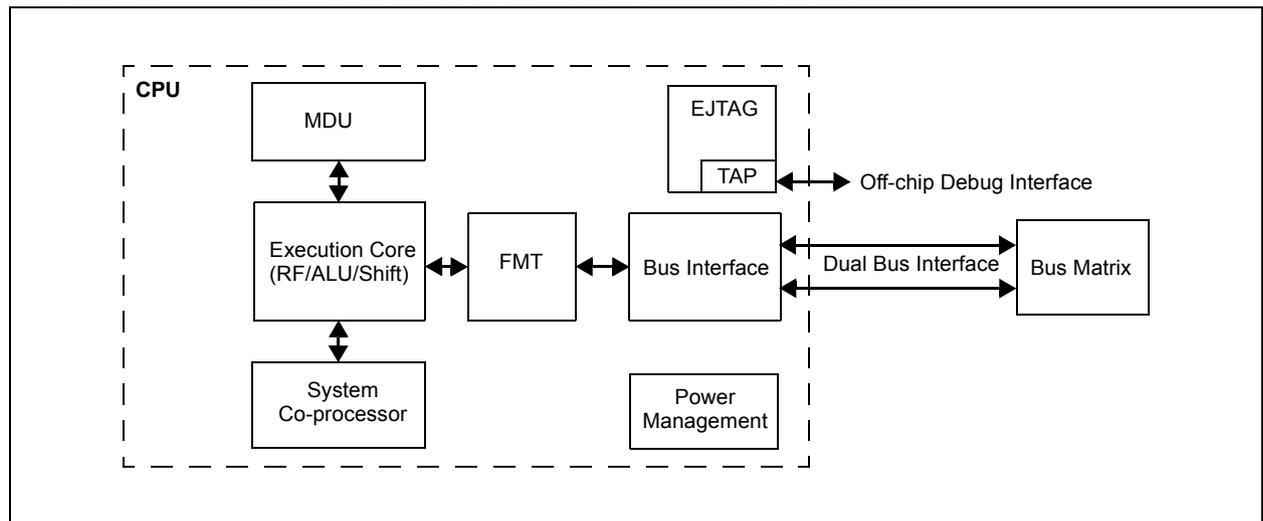 CPU
MDU
EJTAG
TAP
Off-chip Debug Interface
Execution Core
(RF/ALU/Shift)
FMT
Bus Interface
Dual Bus Interface
Bus Matrix
System
Co-processor
Power
Management